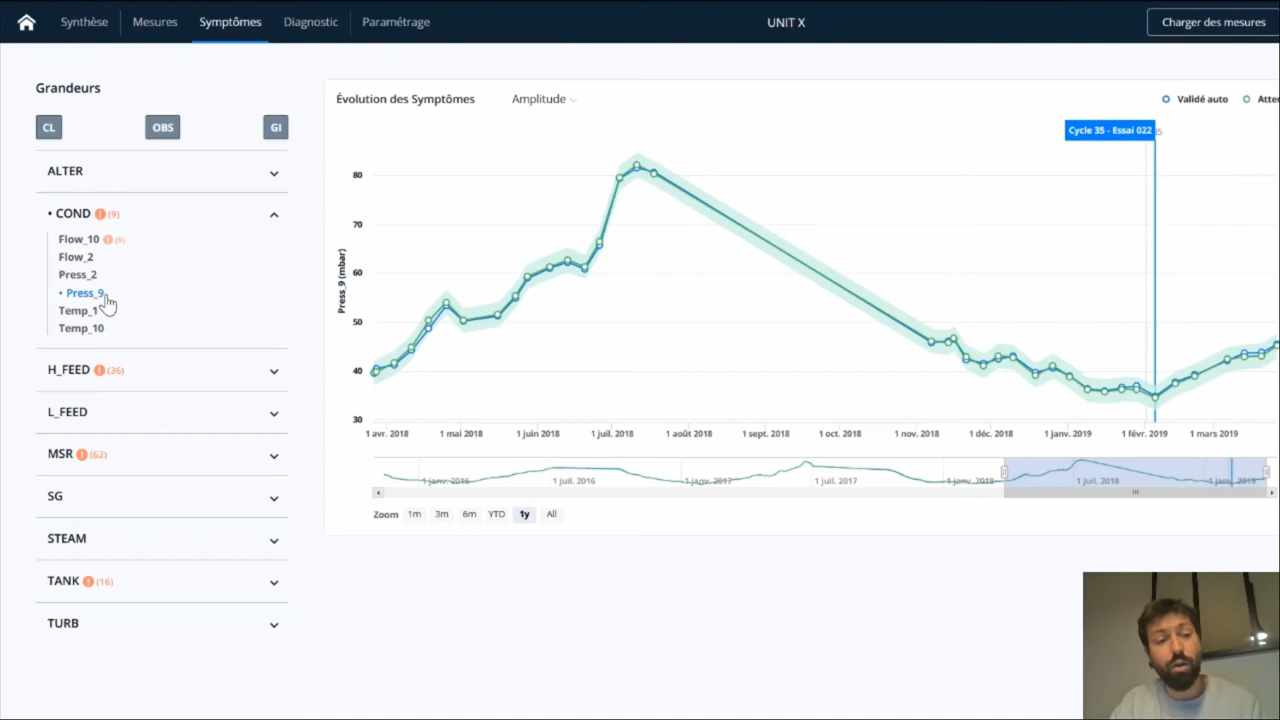 Synthèse Mesures Symptômes Diagnostic Paramétrage UNIT X Charger des mesures
Grandeurs
CL OBS GI
ALTER
• COND ! (9)
Flow_10 ! (9)
Flow_2
Press_2
• Press_9
Temp_1
Temp_10
H_FEED ! (36)
L_FEED
MSR ! (62)
SG
STEAM
TANK ! (16)
TURB
Évolution des Symptômes Amplitude
Validé auto Atte
Cycle 35 - Essai 022
80
70
60
50
40
30
Press_9 (mbar)
1 avr. 2018 1 mai 2018 1 juin 2018 1 juil. 2018 1 août 2018 1 sept. 2018 1 oct. 2018 1 nov. 2018 1 déc. 2018 1 janv. 2019 1 févr. 2019 1 mars 2019
1 janv. 2016 1 juil. 2016 1 janv. 2017 1 juil. 2017 1 janv. 2018 1 juil. 2018 1 janv. 2019
Zoom 1m 3m 6m YTD 1y All